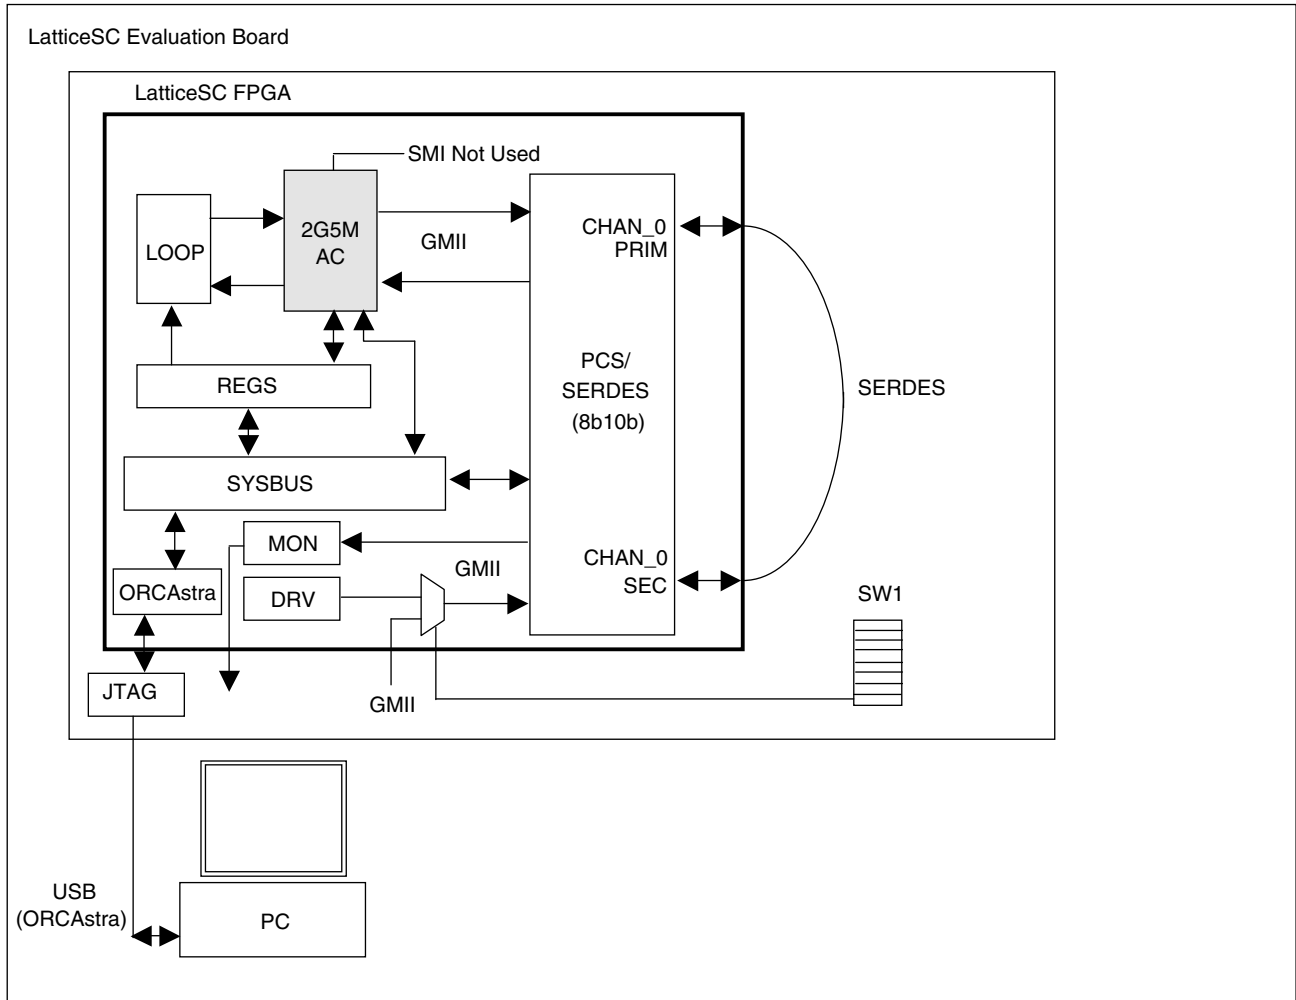 LatticeSC Evaluation Board
LatticeSC FPGA
SMI Not Used
LOOP
2G5M
AC
GMII
CHAN_0
PRIM
REGS
PCS/
SERDES
(8b10b)
SERDES
SYSBUS
MON
GMII
CHAN_0
SEC
ORCAstra
DRV
SW1
JTAG
GMII
USB
(ORCAstra)
PC